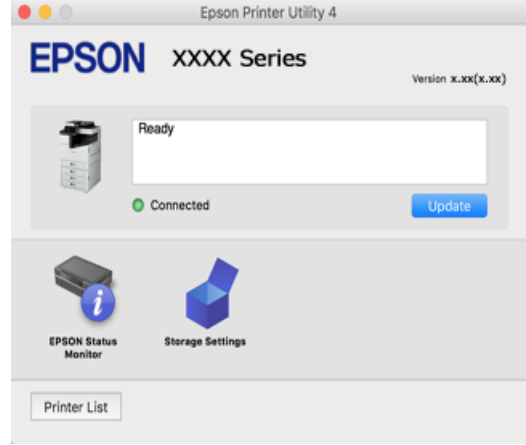 Epson Printer Utility 4
EPSON XXXX Series
Version x.xx(x.xx)
Ready
Connected
Update
EPSON Status
Monitor
Storage Settings
Printer List